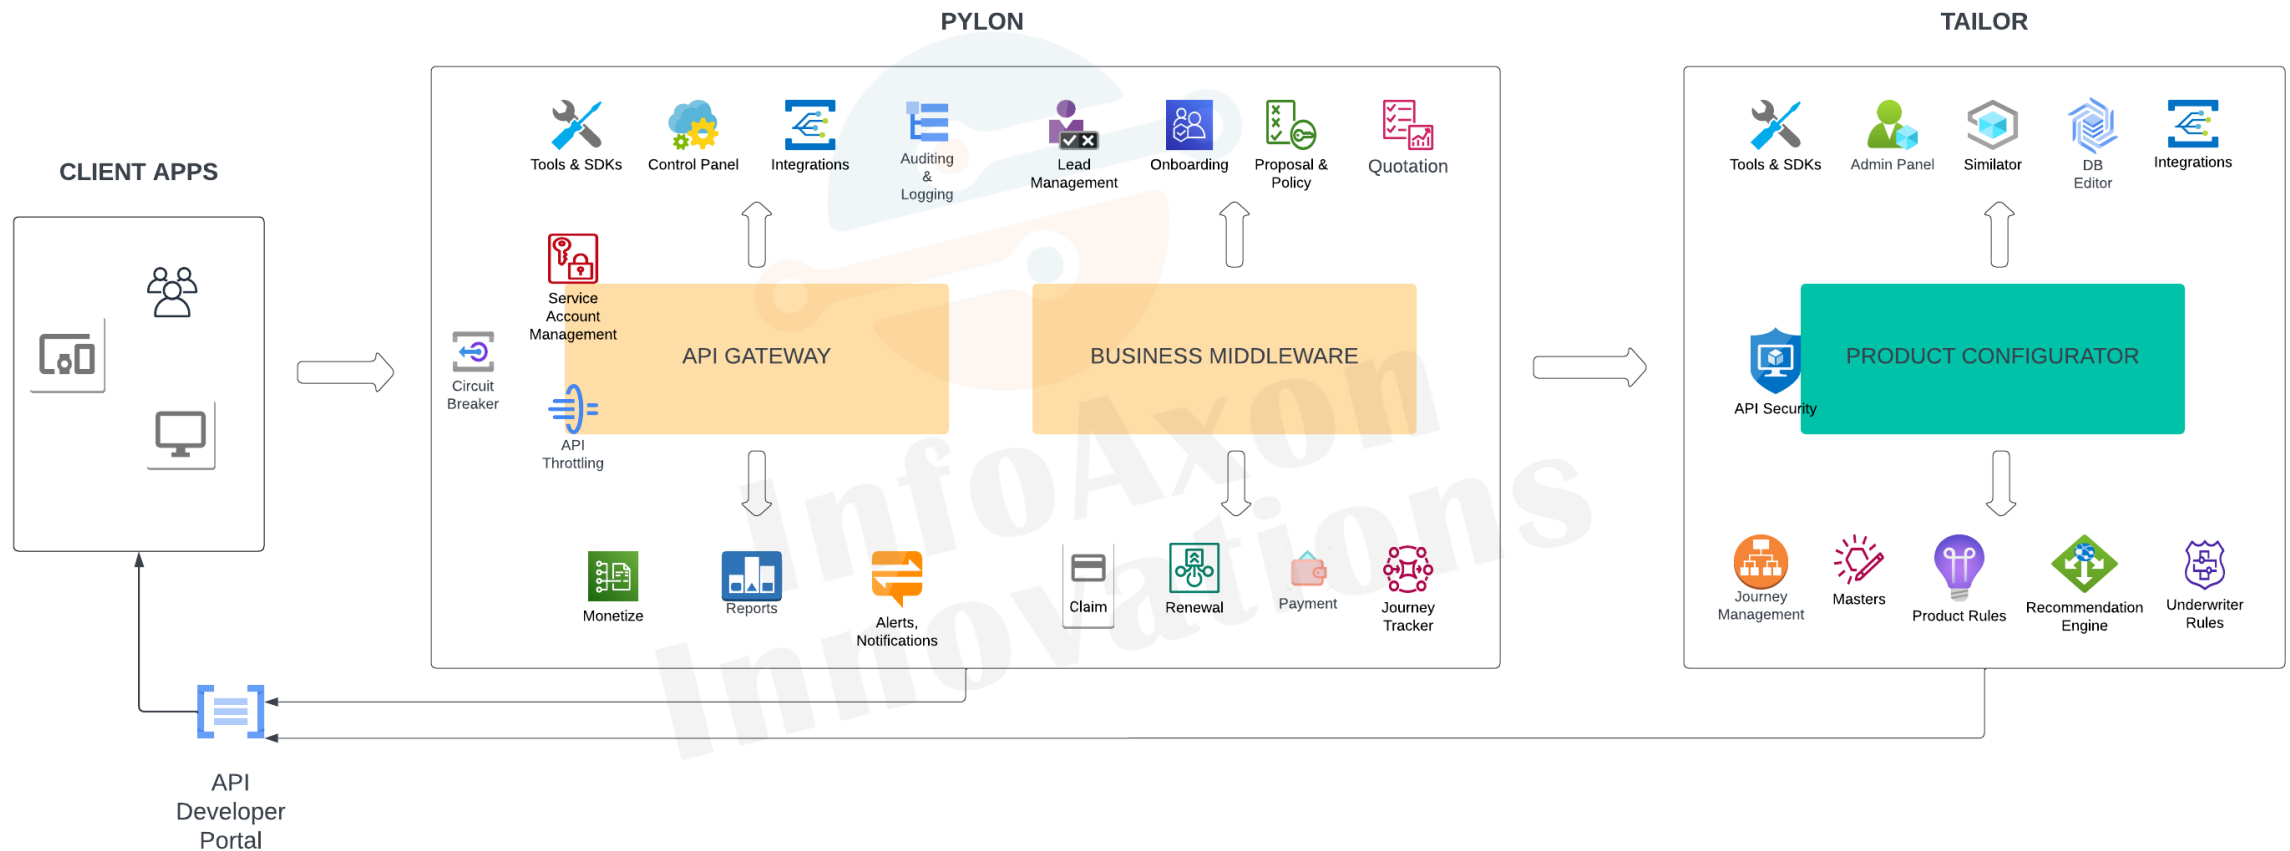 PYLON
TAILOR
CLIENT APPS
Tools & SDKs
Control Panel
Integrations
Auditing
&
Logging
Lead
Management
Onboarding
Proposal &
Policy
Quotation
Tools & SDKs
Admin Panel
Similator
DB
Editor
Integrations
Service
Account
Management
Circuit
Breaker
API
Throttling
API GATEWAY
BUSINESS MIDDLEWARE
API Security
PRODUCT CONFIGURATOR
Monetize
Reports
Alerts,
Notifications
Claim
Renewal
Payment
Journey
Tracker
Journey
Management
Masters
Product Rules
Recommendation
Engine
Underwriter
Rules
InfoAxon
Innovations
API
Developer
Portal